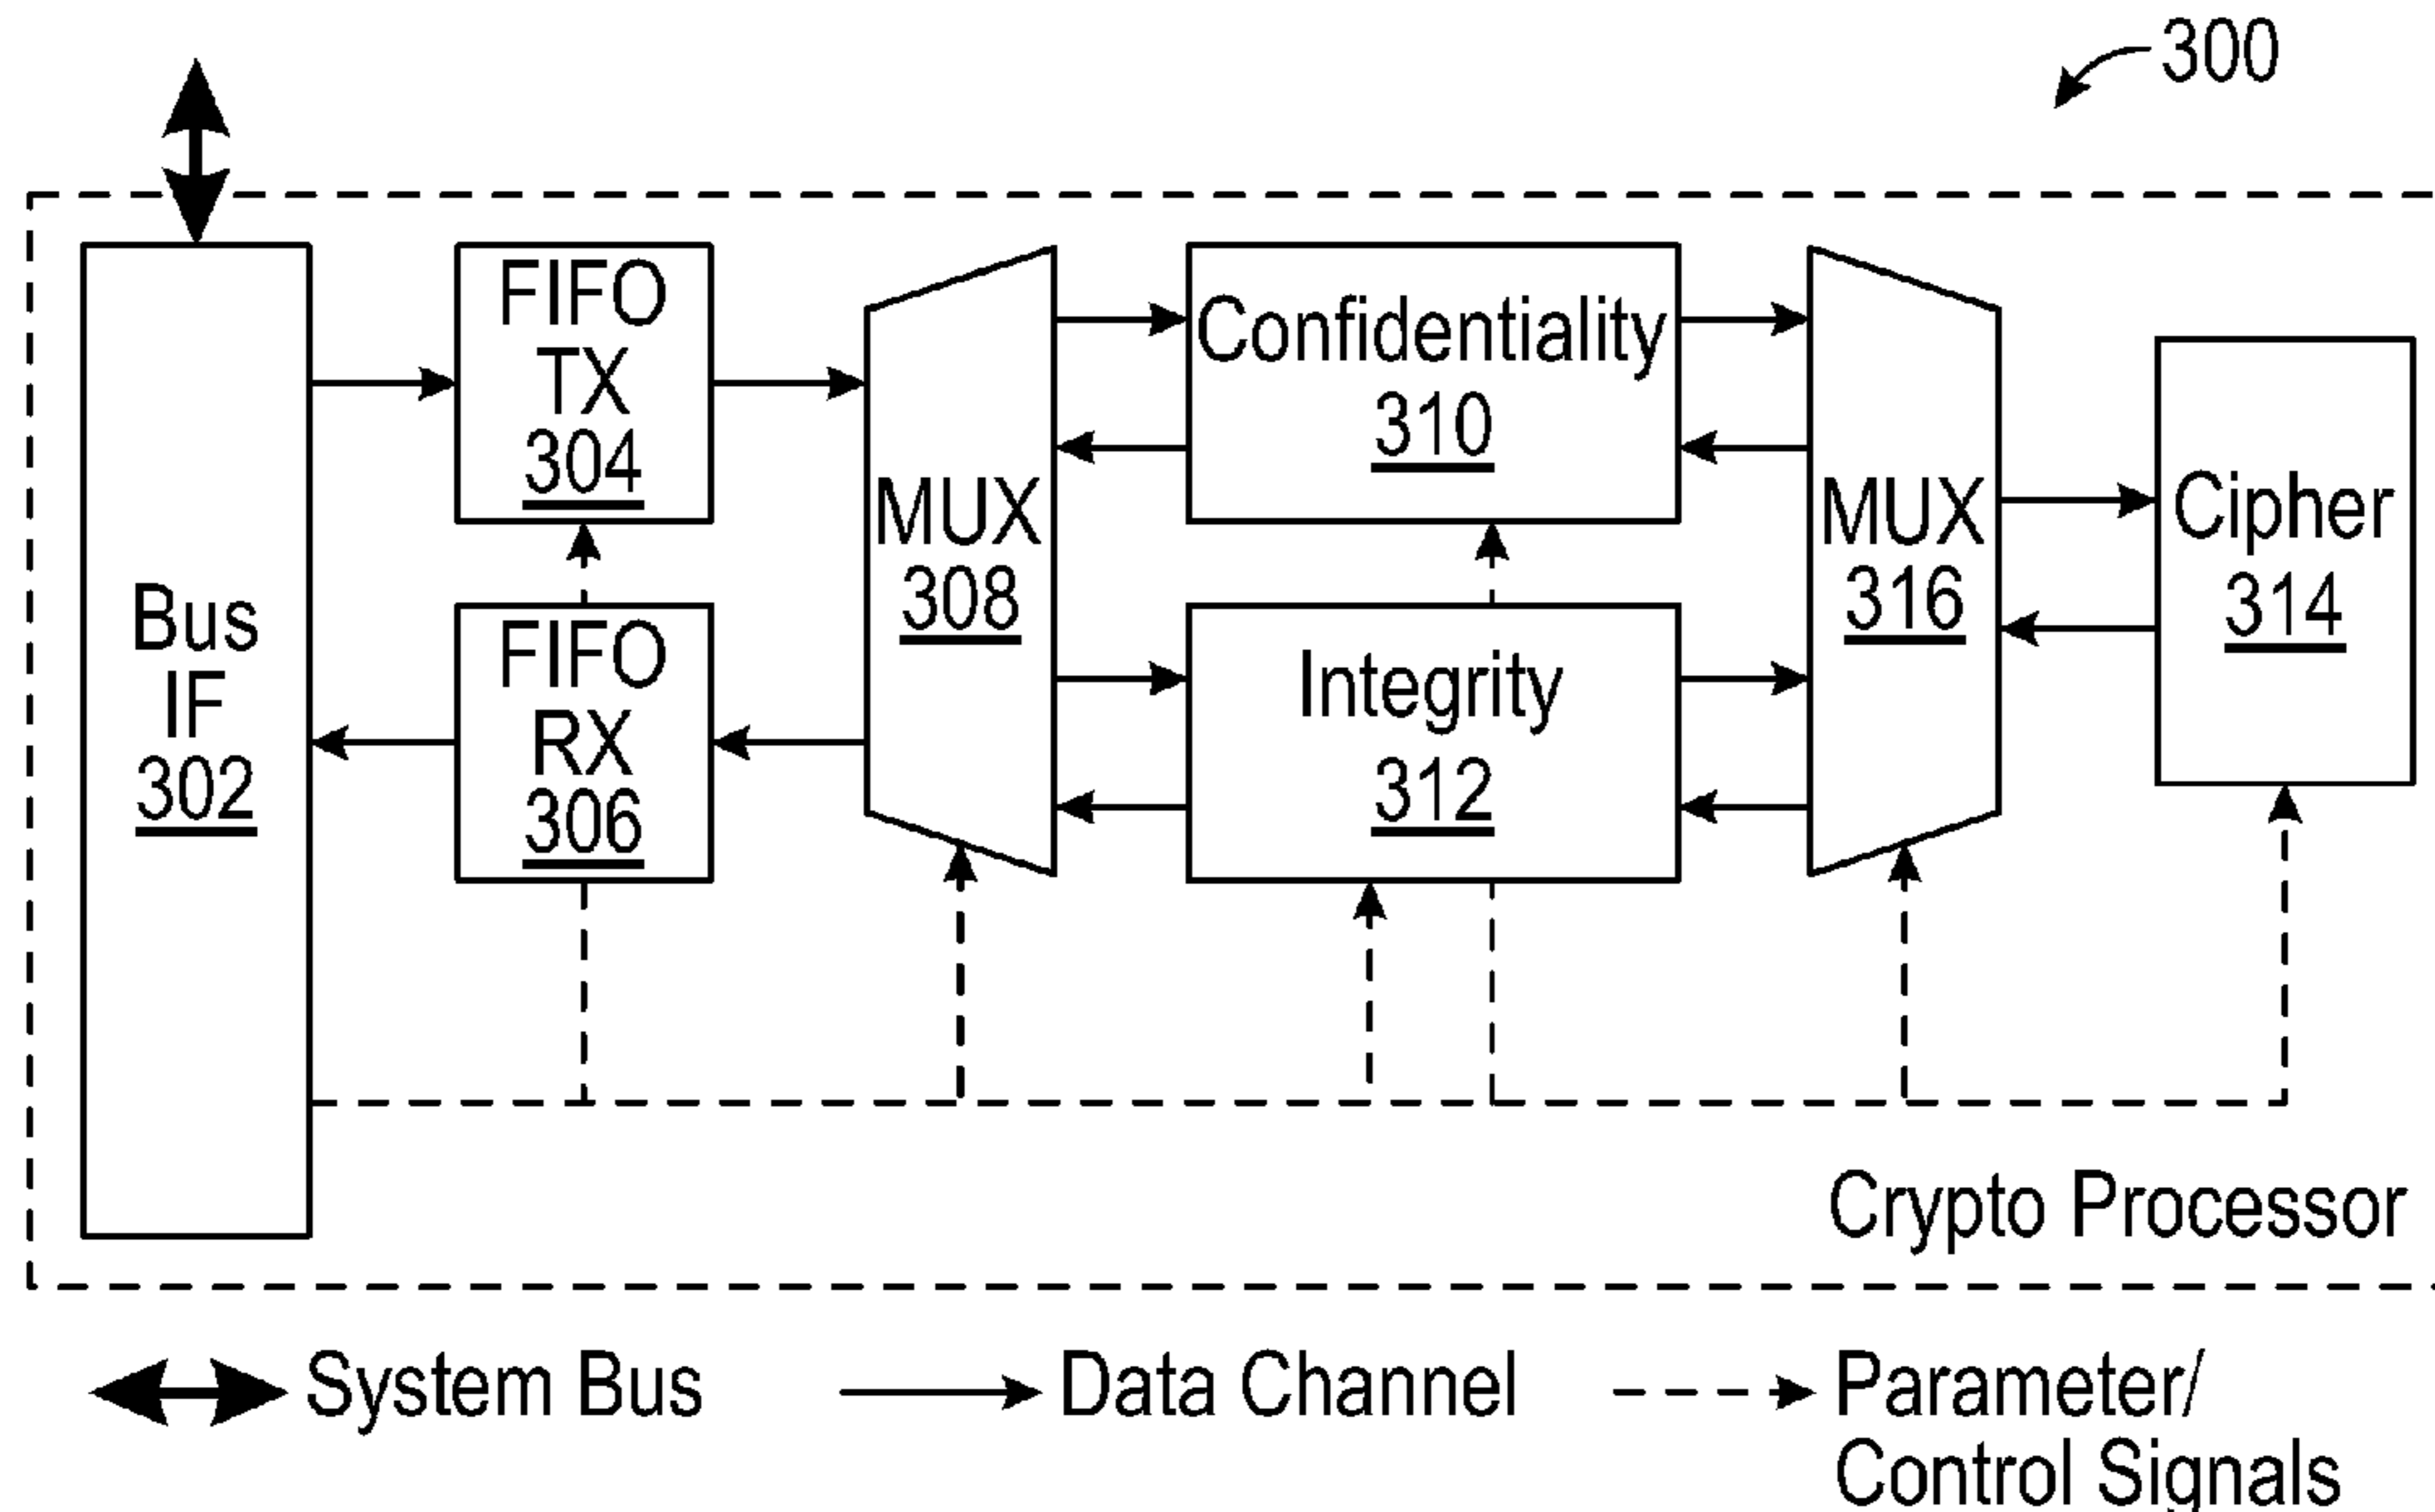 300
FIFO
TX
304
Confidentiality
310
MUX
308
MUX
316
Cipher
314
Bus
IF
302
FIFO
RX
306
Integrity
312
Crypto Processor
System Bus
Data Channel
Parameter/
Control Signals